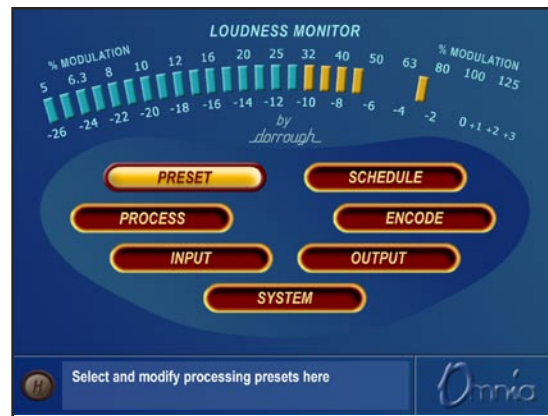 LOUDNESS MONITOR
% MODULATION
% MODULATION
5 6.3 8 10 12 16 20 25 32 40 50 63 80 100 125
-26 -24 -22 -20 -18 -16 -14 -12 -10 -8 -6 -4 -2 0 +1 +2 +3
by
dorrough
PRESET SCHEDULE
PROCESS ENCODE
INPUT OUTPUT
SYSTEM
H Select and modify processing presets here Omnia